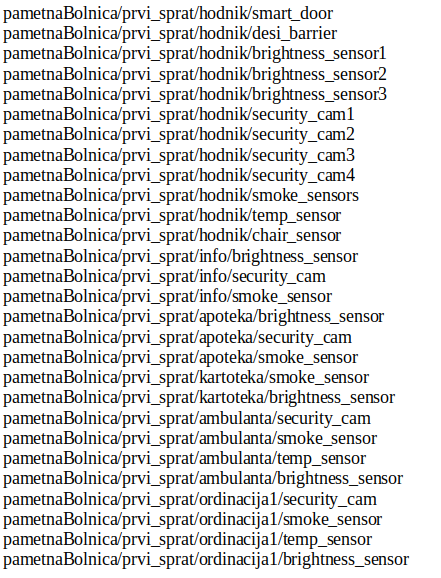 pametnaBolnica/prvi_sprat/hodnik/smart_door
pametnaBolnica/prvi_sprat/hodnik/desi_barrier
pametnaBolnica/prvi_sprat/hodnik/brightness_sensor1
pametnaBolnica/prvi_sprat/hodnik/brightness_sensor2
pametnaBolnica/prvi_sprat/hodnik/brightness_sensor3
pametnaBolnica/prvi_sprat/hodnik/security_cam1
pametnaBolnica/prvi_sprat/hodnik/security_cam2
pametnaBolnica/prvi_sprat/hodnik/security_cam3
pametnaBolnica/prvi_sprat/hodnik/security_cam4
pametnaBolnica/prvi_sprat/hodnik/smoke_sensors
pametnaBolnica/prvi_sprat/hodnik/temp_sensor
pametnaBolnica/prvi_sprat/hodnik/chair_sensor
pametnaBolnica/prvi_sprat/info/brightness_sensor
pametnaBolnica/prvi_sprat/info/security_cam
pametnaBolnica/prvi_sprat/info/smoke_sensor
pametnaBolnica/prvi_sprat/apoteka/brightness_sensor
pametnaBolnica/prvi_sprat/apoteka/security_cam
pametnaBolnica/prvi_sprat/apoteka/smoke_sensor
pametnaBolnica/prvi_sprat/kartoteka/smoke_sensor
pametnaBolnica/prvi_sprat/kartoteka/brightness_sensor
pametnaBolnica/prvi_sprat/ambulanta/security_cam
pametnaBolnica/prvi_sprat/ambulanta/smoke_sensor
pametnaBolnica/prvi_sprat/ambulanta/temp_sensor
pametnaBolnica/prvi_sprat/ambulanta/brightness_sensor
pametnaBolnica/prvi_sprat/ordinacija1/security_cam
pametnaBolnica/prvi_sprat/ordinacija1/smoke_sensor
pametnaBolnica/prvi_sprat/ordinacija1/temp_sensor
pametnaBolnica/prvi_sprat/ordinacija1/brightness_sensor